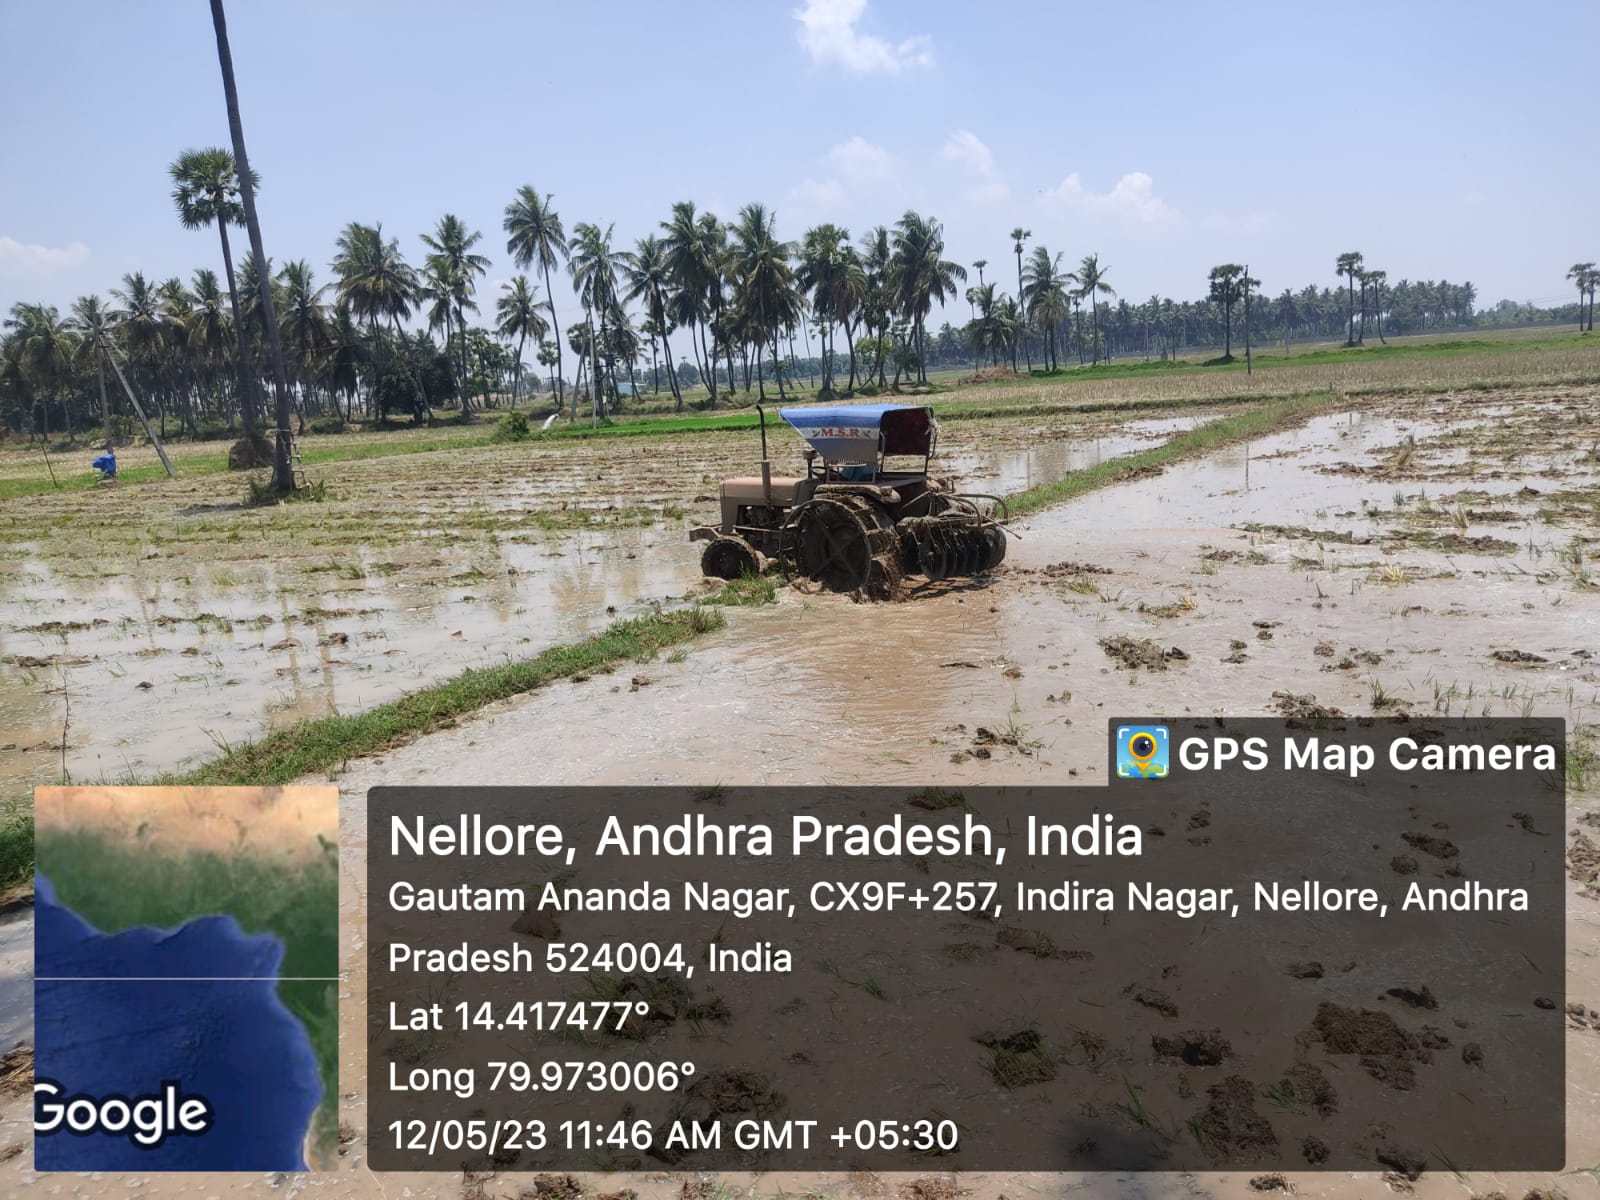 M.S.R
GPS Map Camera
Nellore, Andhra Pradesh, India
Gautam Ananda Nagar, CX9F+257, Indira Nagar, Nellore, Andhra
Pradesh 524004, India
Lat 14.417477°
Long 79.973006°
12/05/23 11:46 AM GMT +05:30
Google